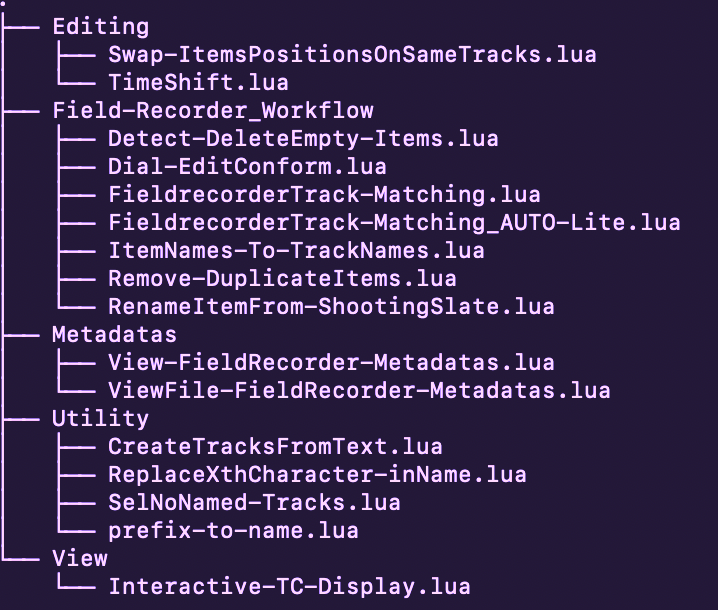 .
├── Editing
│   ├── Swap-ItemsPositionsOnSameTracks.lua
│   └── TimeShift.lua
├── Field-Recorder_Workflow
│   ├── Detect-DeleteEmpty-Items.lua
│   ├── Dial-EditConform.lua
│   ├── FieldrecorderTrack-Matching.lua
│   ├── FieldrecorderTrack-Matching_AUTO-Lite.lua
│   ├── ItemNames-To-TrackNames.lua
│   ├── Remove-DuplicateItems.lua
│   └── RenameItemFrom-ShootingSlate.lua
├── Metadatas
│   ├── View-FieldRecorder-Metadatas.lua
│   └── ViewFile-FieldRecorder-Metadatas.lua
├── Utility
│   ├── CreateTracksFromText.lua
│   ├── ReplaceXthCharacter-inName.lua
│   ├── SelNoNamed-Tracks.lua
│   └── prefix-to-name.lua
└── View
    └── Interactive-TC-Display.lua